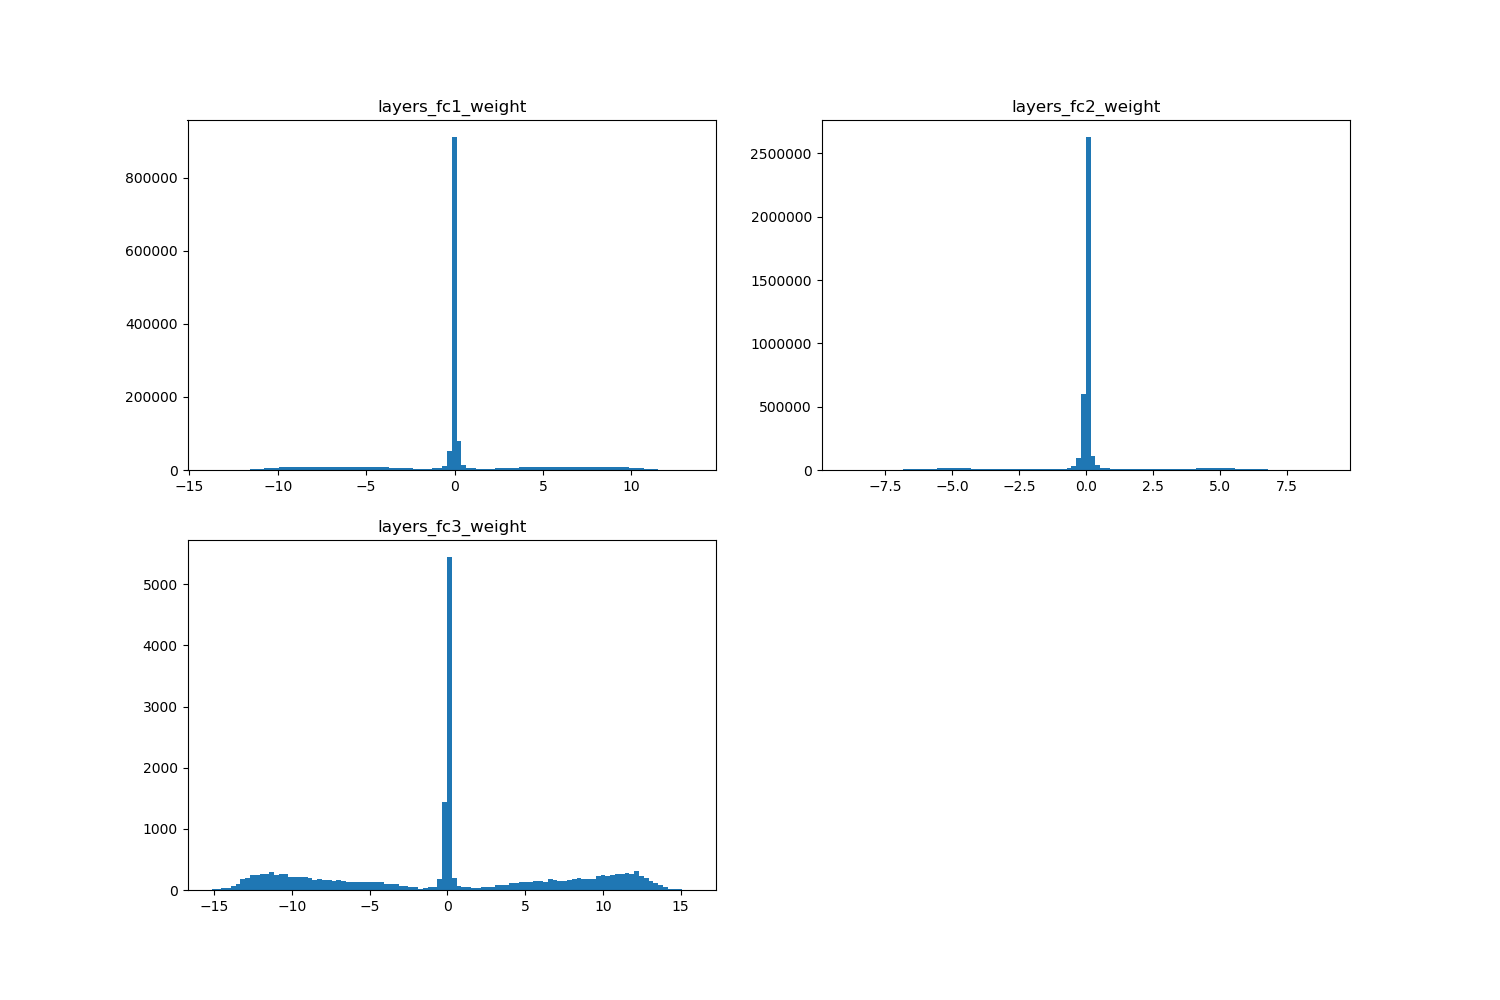 layers_fc1_weight
800000
600000
400000
200000
0
−15 −10 −5 0 5 10
layers_fc2_weight
2500000
2000000
1500000
1000000
500000
0
−7.5 −5.0 −2.5 0.0 2.5 5.0 7.5
layers_fc3_weight
5000
4000
3000
2000
1000
0
−15 −10 −5 0 5 10 15